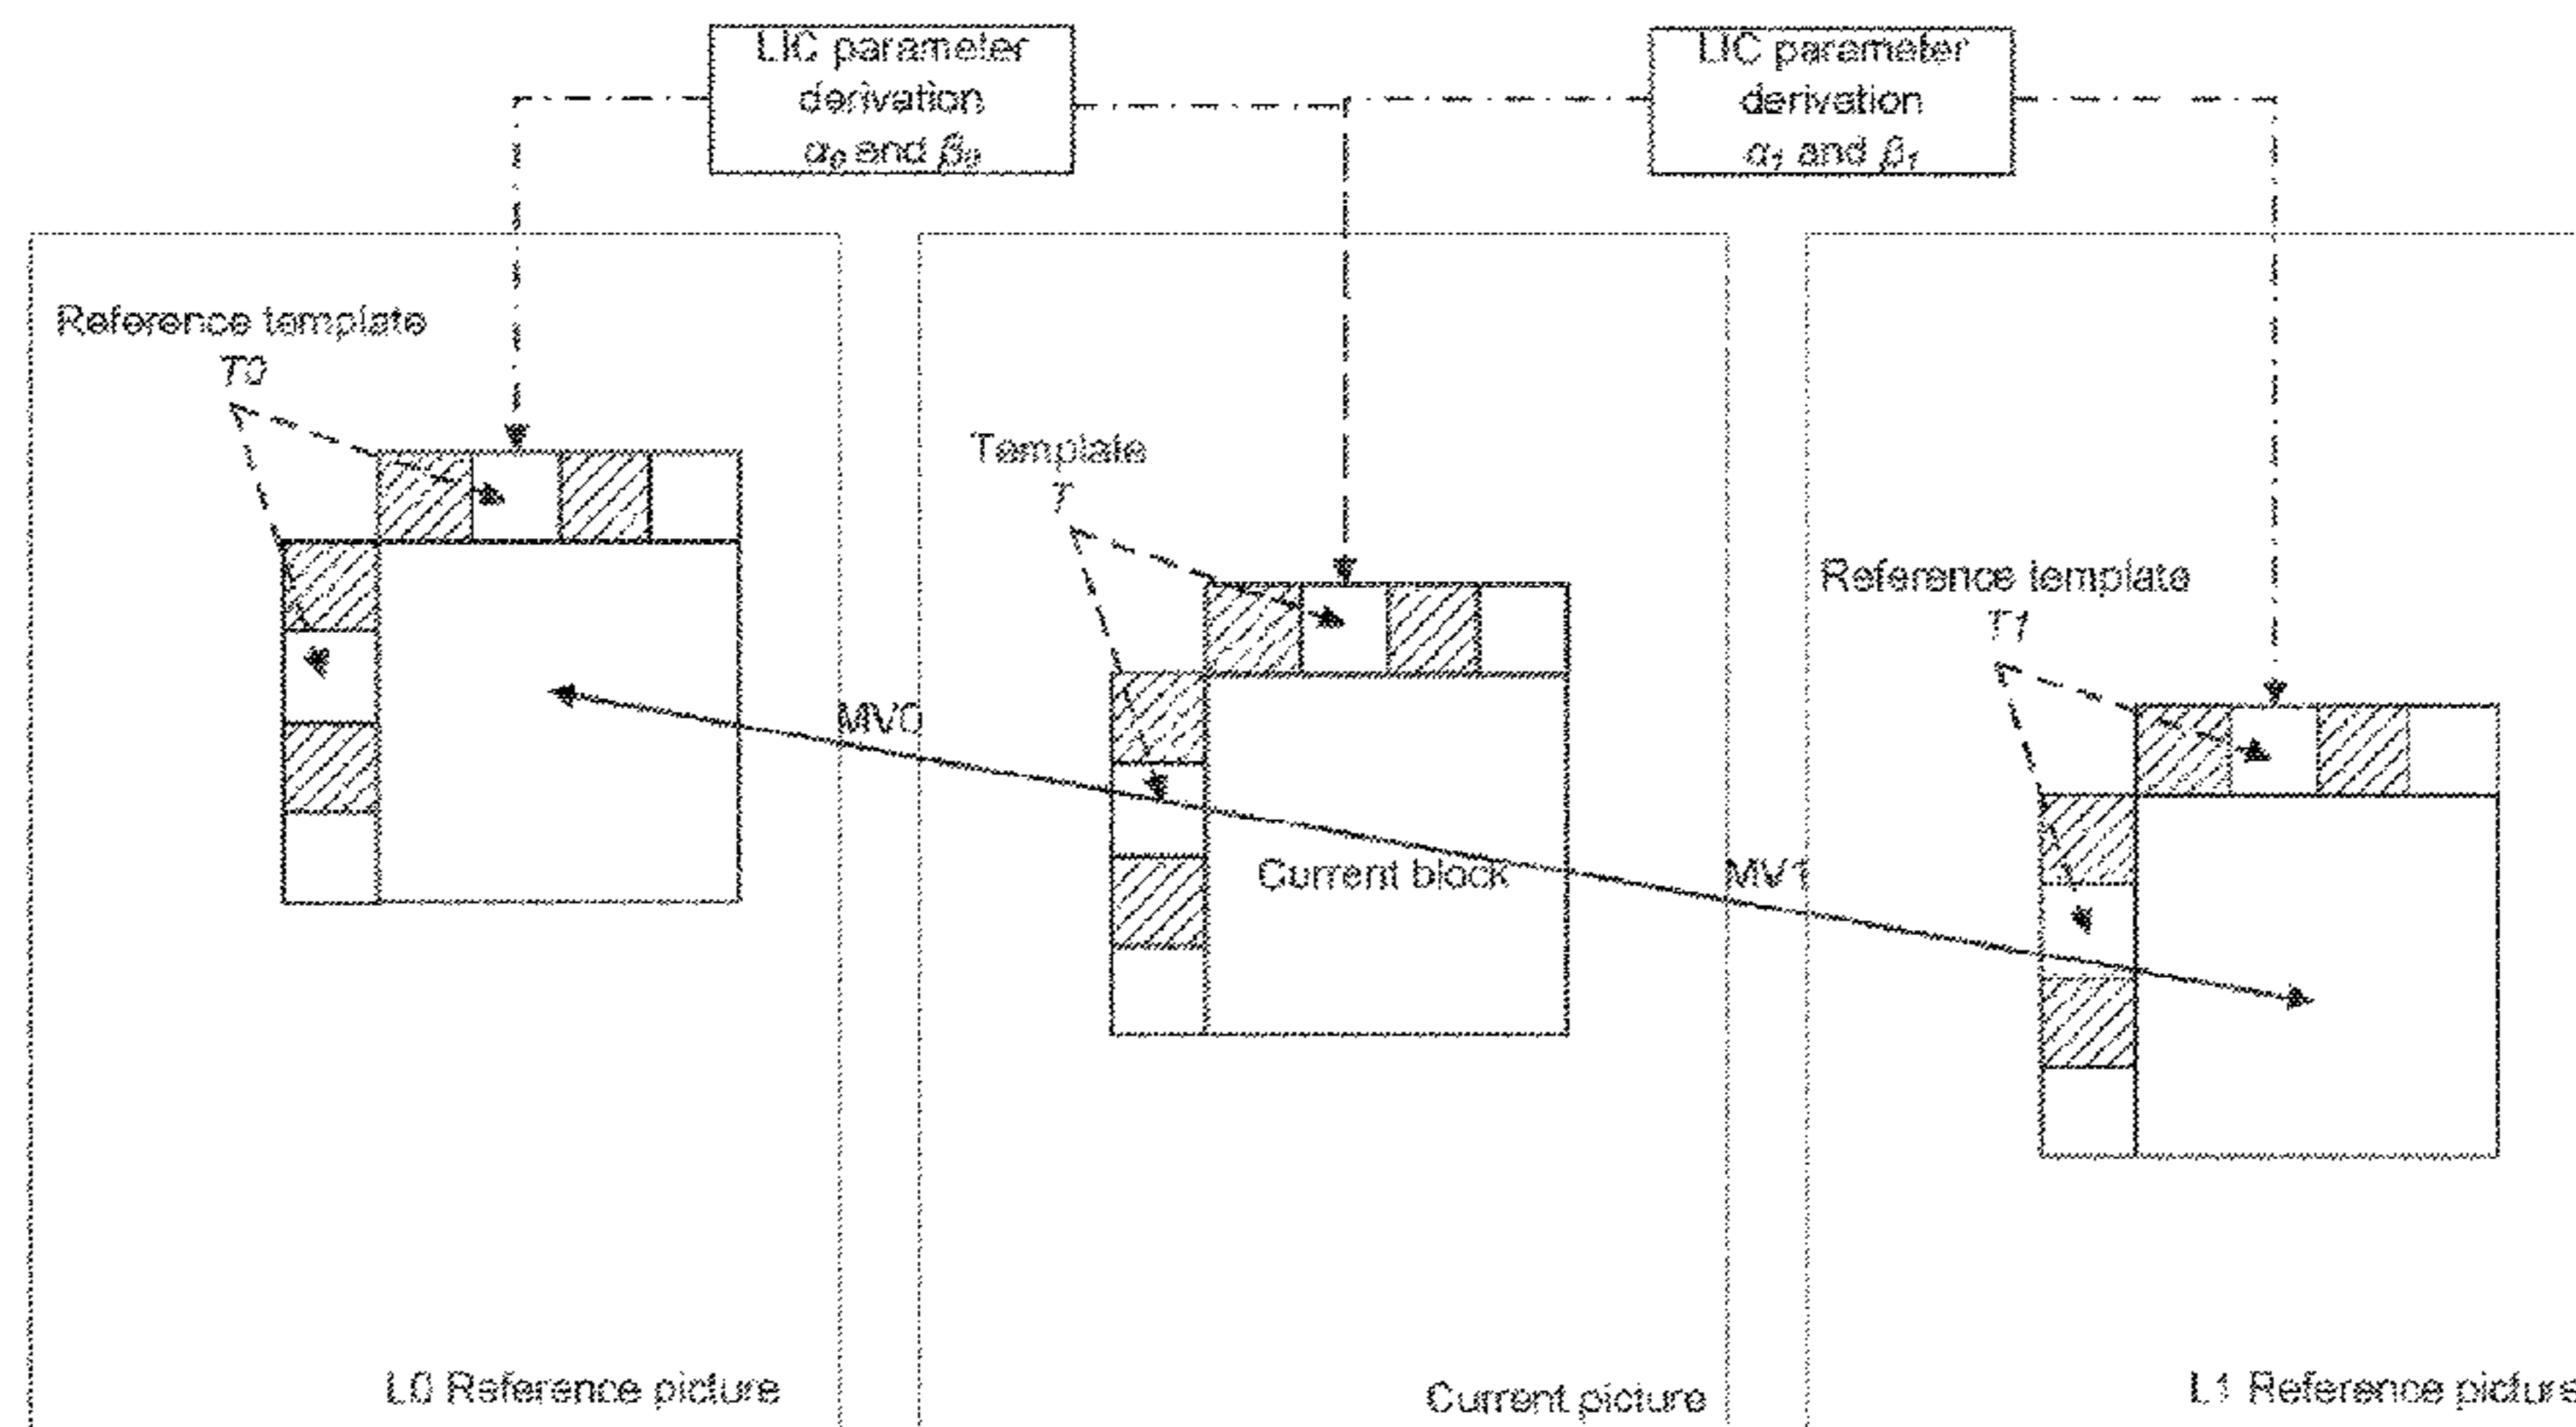 LIC parameter
derivation
α₀ and β₀
LIC parameter
derivation
α₁ and β₁
Reference template
T0
Template
T
Reference template
T1
MV0
Current block
MV1
L0 Reference picture
Current picture
L1 Reference picture